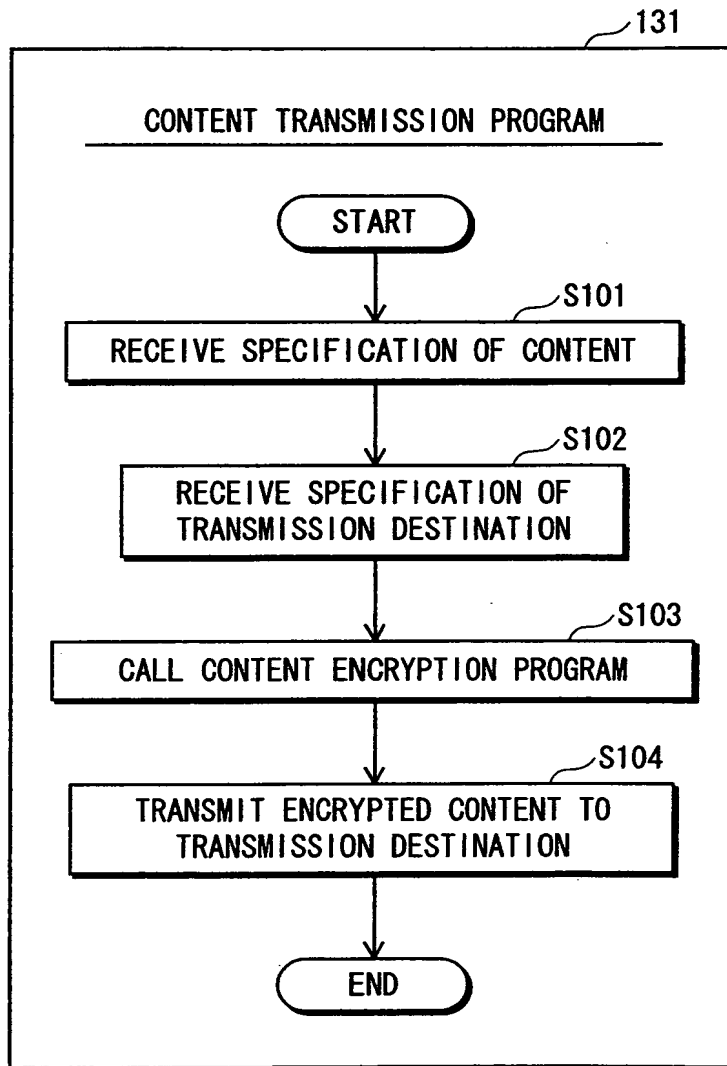 131
CONTENT TRANSMISSION PROGRAM
START
S101
RECEIVE SPECIFICATION OF CONTENT
S102
RECEIVE SPECIFICATION OF
TRANSMISSION DESTINATION
S103
CALL CONTENT ENCRYPTION PROGRAM
S104
TRANSMIT ENCRYPTED CONTENT TO
TRANSMISSION DESTINATION
END